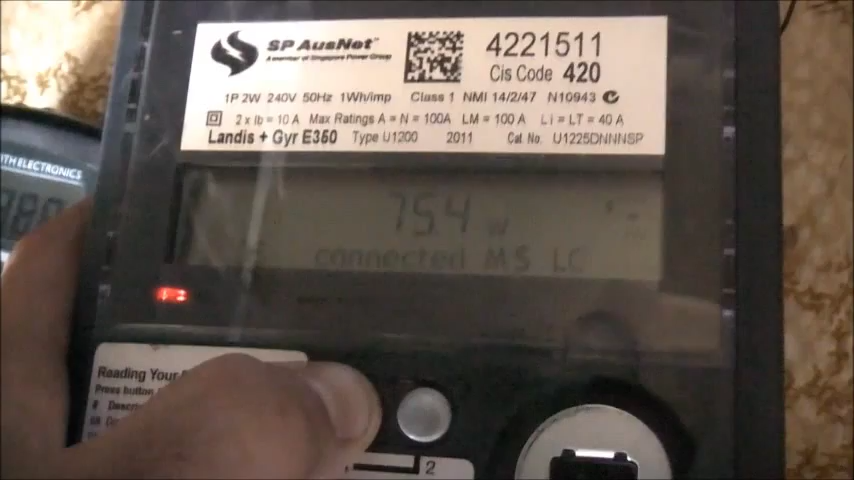 SP AusNet™
A member of Singapore Power Group
4221511
Cis Code 420
1P 2W 240V 50Hz 1Wh/imp Class 1 NMI 14/2/47 N10943
2 x Ib = 10 A Max Ratings A = N = 100A LM = 100 A Li = LT = 40 A
Landis + Gyr E350 Type U1200 2011 Cat. No. U1225DNNNSP
ELECTRONICS
75.4 W
connected MS LC
Reading Your
Press button
2